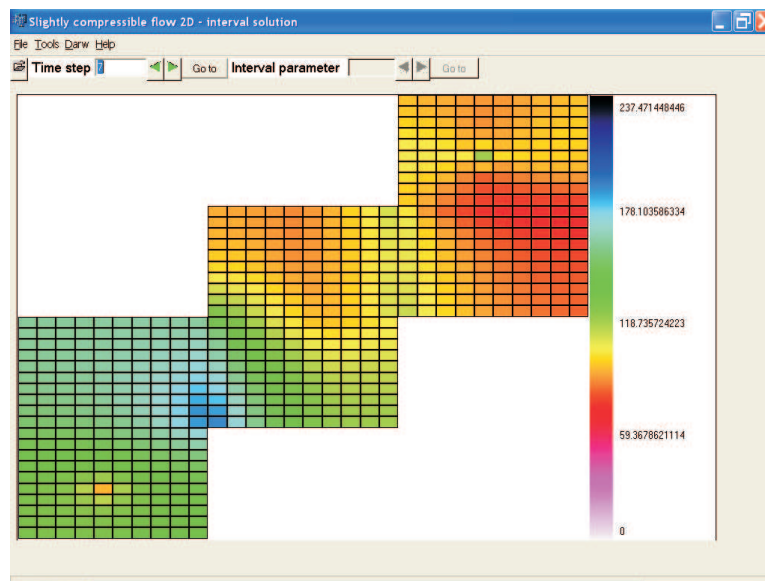 Slightly compressible flow 2D - interval solution
File Tools Darw Help
Time step 7 Go to Interval parameter Go to
237.471448446
178.103586334
118.735724223
59.3678621114
0